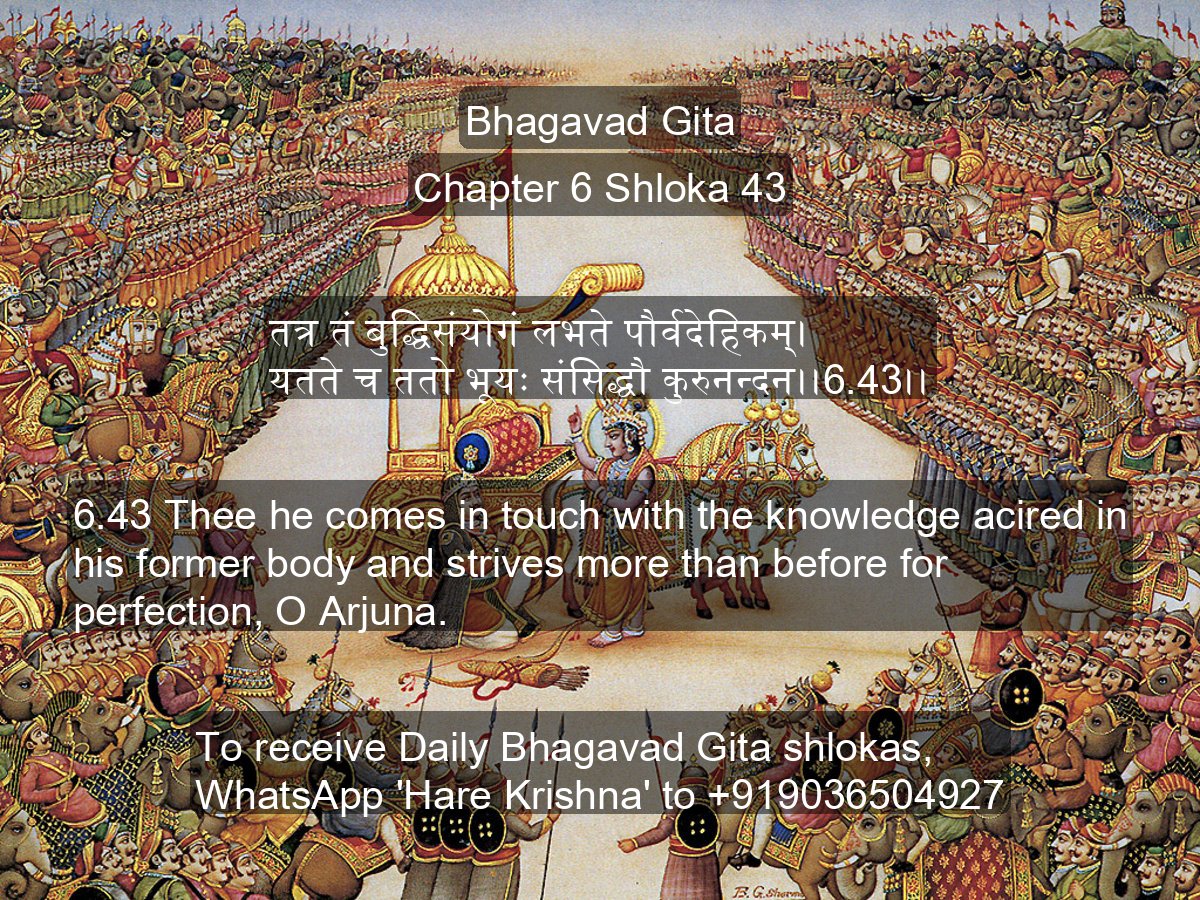 Bhagavad Gita
Chapter 6 Shloka 43
तत्र तं बुद्धिसंयोगं लभते पौर्वदेहिकम्।
यतते च ततो भूयः संसिद्धौ कुरुनन्दन।।6.43।।
6.43 Thee he comes in touch with the knowledge acired in
his former body and strives more than before for
perfection, O Arjuna.
To receive Daily Bhagavad Gita shlokas,
WhatsApp 'Hare Krishna' to +919036504927
B.G. Sharma